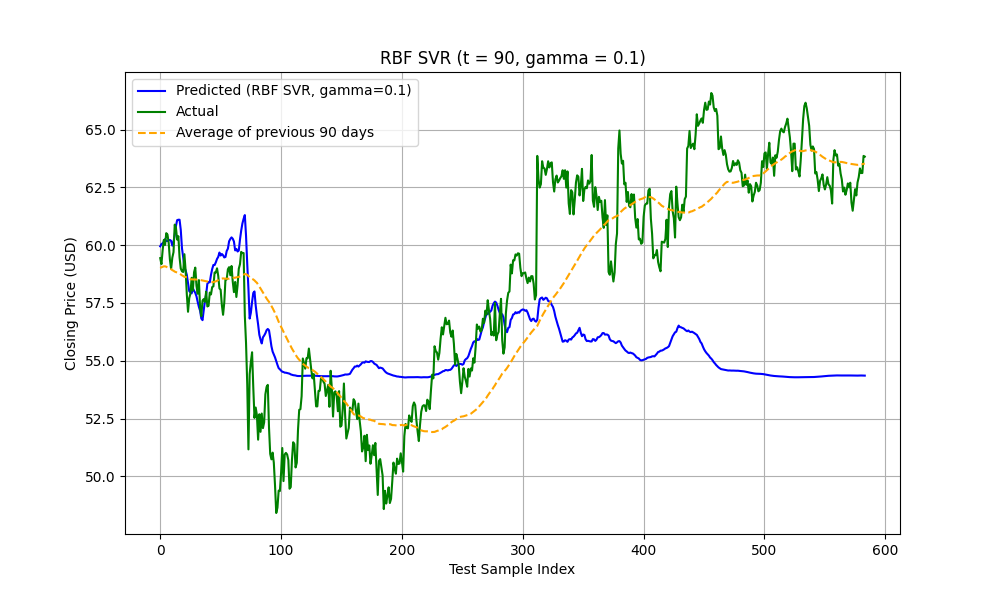 RBF SVR (t = 90, gamma = 0.1)
Predicted (RBF SVR, gamma=0.1)
Actual
Average of previous 90 days
Closing Price (USD)
65.0
62.5
60.0
57.5
55.0
52.5
50.0
0 100 200 300 400 500 600
Test Sample Index